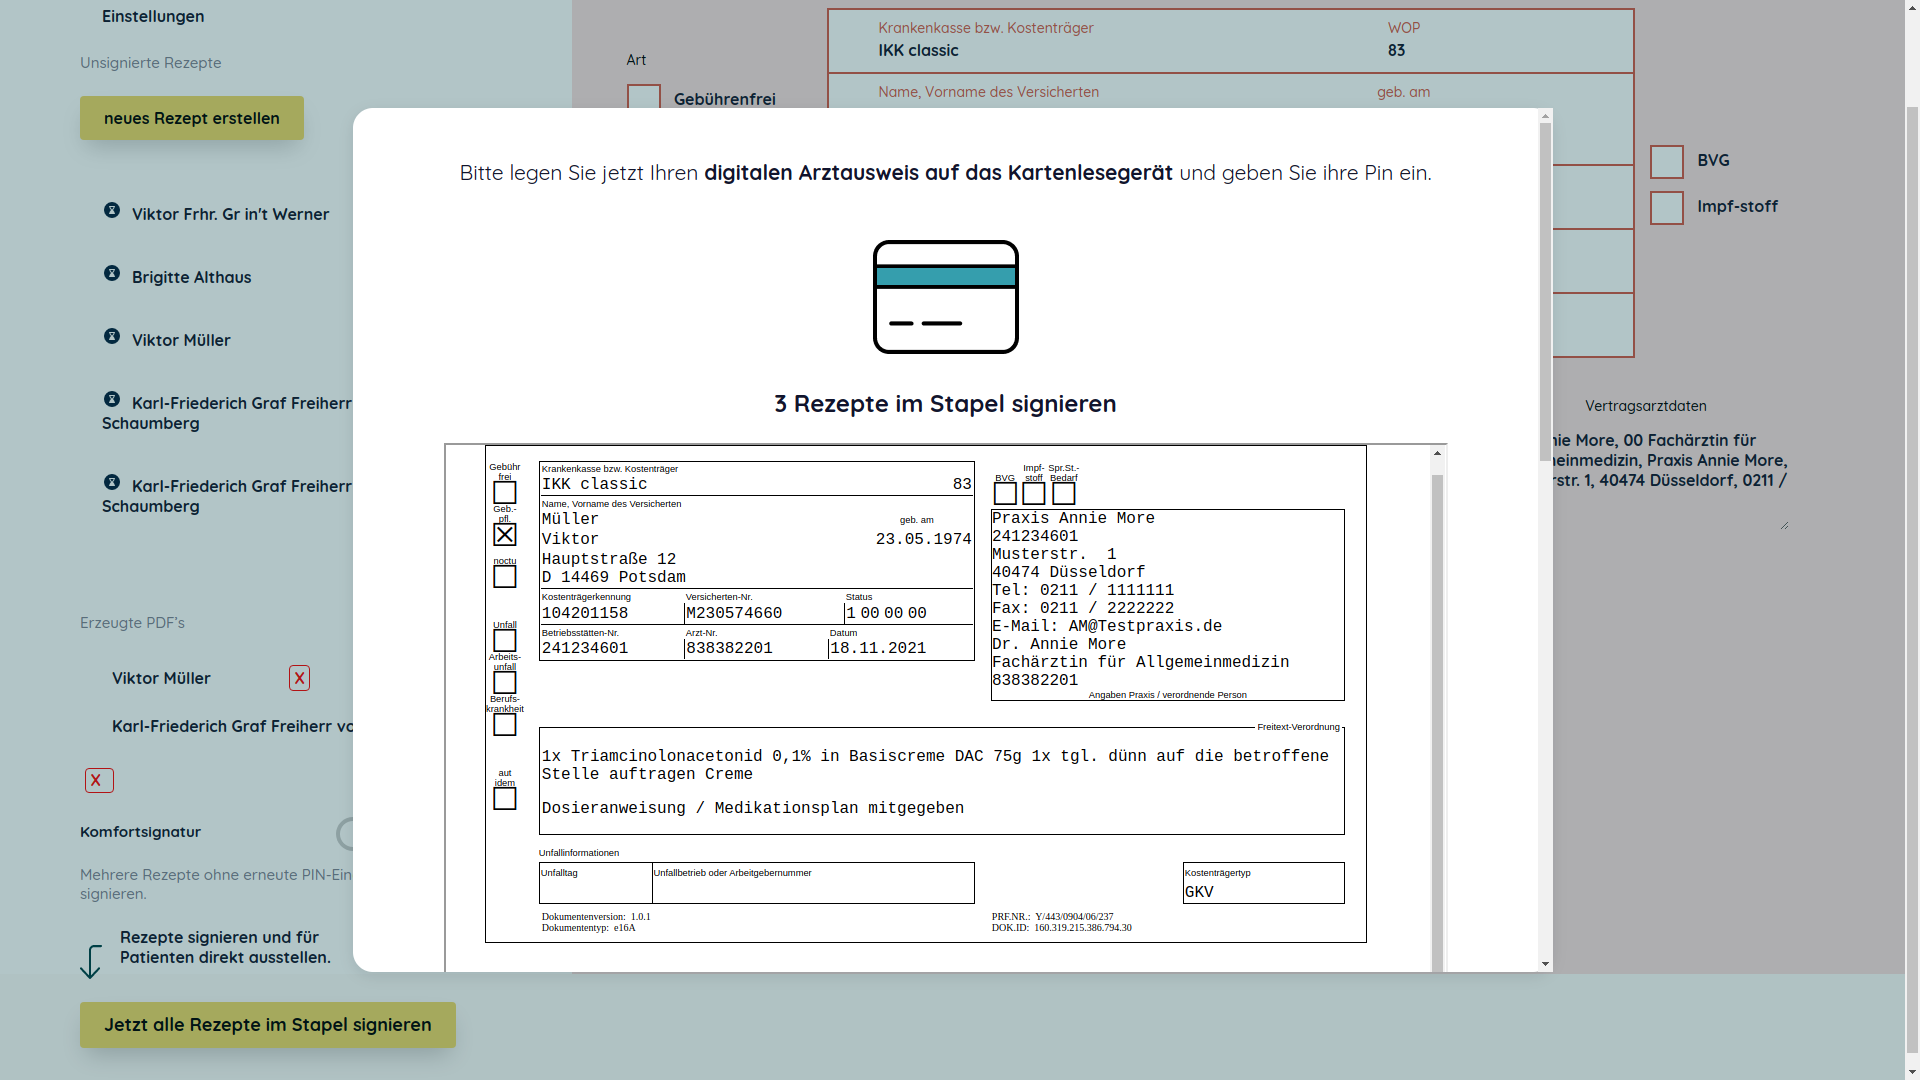 Einstellungen
Unsignierte Rezepte
neues Rezept erstellen
Viktor Frhr. Gr in't Werner
Brigitte Althaus
Viktor Müller
Karl-Friederich Graf Freiherr
Schaumberg
Karl-Friederich Graf Freiherr
Schaumberg
Erzeugte PDF's
Viktor Müller
X
Karl-Friederich Graf Freiherr vo
X
Komfortsignatur
Mehrere Rezepte ohne erneute PIN-Ein
signieren.
Rezepte signieren und für
Patienten direkt ausstellen.
Jetzt alle Rezepte im Stapel signieren
Art
Gebührenfrei
Krankenkasse bzw. Kostenträger
WOP
IKK classic
83
Name, Vorname des Versicherten
geb. am
BVG
Impf-stoff
Vertragsarztdaten
nie More, 00 Fachärztin für
einmedizin, Praxis Annie More,
rstr. 1, 40474 Düsseldorf, 0211 /
Bitte legen Sie jetzt Ihren digitalen Arztausweis auf das Kartenlesegerät und geben Sie ihre Pin ein.
3 Rezepte im Stapel signieren
Gebühr
frei
Geb.-
pfl.
noctu
Unfall
Arbeits-
unfall
Berufs-
krankheit
aut
idem
Krankenkasse bzw. Kostenträger
IKK classic 83
Name, Vorname des Versicherten
Müller
geb. am
Viktor 23.05.1974
Hauptstraße 12
D 14469 Potsdam
Kostenträgerkennung Versicherten-Nr. Status
104201158 M230574660 1 00 00 00
Betriebsstätten-Nr. Arzt-Nr. Datum
241234601 838382201 18.11.2021
BVG
Impf-
stoff
Spr.St.-
Bedarf
Praxis Annie More
241234601
Musterstr. 1
40474 Düsseldorf
Tel: 0211 / 1111111
Fax: 0211 / 2222222
E-Mail: AM@Testpraxis.de
Dr. Annie More
Fachärztin für Allgemeinmedizin
838382201
Angaben Praxis / verordnende Person
Freitext-Verordnung
1x Triamcinolonacetonid 0,1% in Basiscreme DAC 75g 1x tgl. dünn auf die betroffene
Stelle auftragen Creme
Dosieranweisung / Medikationsplan mitgegeben
Unfallinformationen
Unfalltag
Unfallbetrieb oder Arbeitgebernummer
Kostenträgertyp
GKV
Dokumentenversion: 1.0.1
Dokumententyp: e16A
PRF.NR.: Y/443/0904/06/237
DOK.ID: 160.319.215.386.794.30